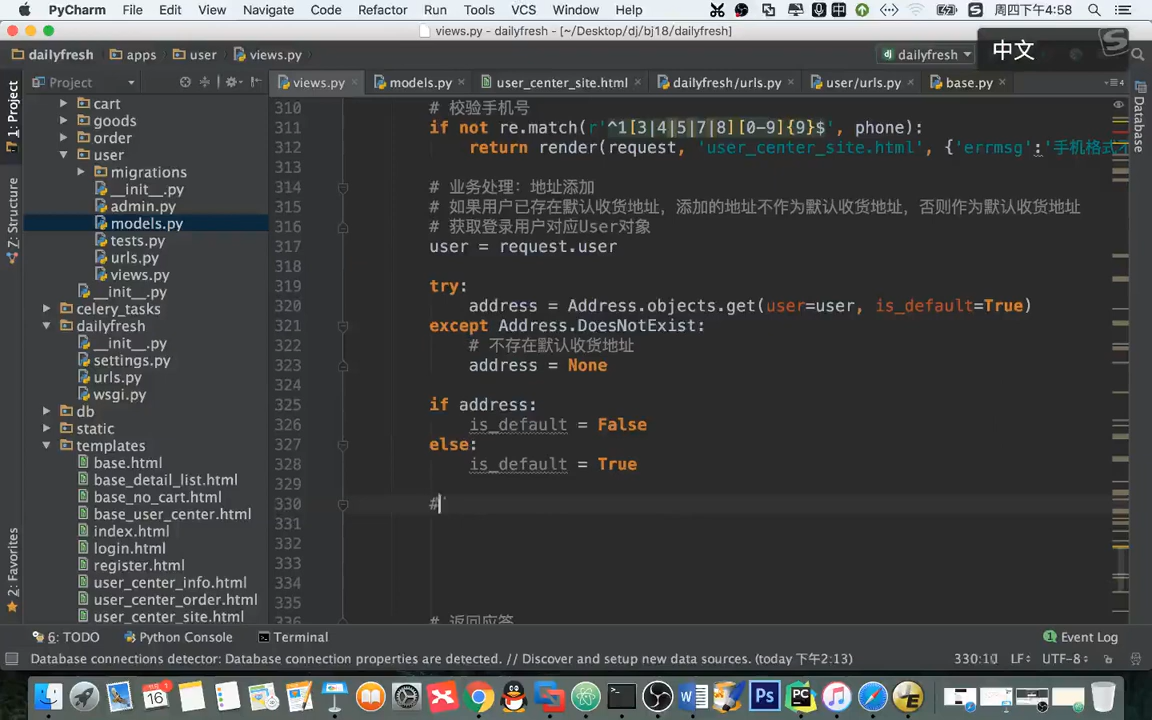 PyCharm File Edit View Navigate Code Refactor Run Tools VCS Window Help 周四下午4:58
views.py - dailyfresh - [~/Desktop/dj/bj18/dailyfresh]
dailyfresh apps user views.py dailyfresh 中文
Project views.py models.py user_center_site.html dailyfresh/urls.py user/urls.py base.py
1: Project
Z: Structure
2: Favorites
Database
cart
goods
order
user
migrations
__init__.py
admin.py
models.py
tests.py
urls.py
views.py
__init__.py
celery_tasks
dailyfresh
__init__.py
settings.py
urls.py
wsgi.py
db
static
templates
base.html
base_detail_list.html
base_no_cart.html
base_user_center.html
index.html
login.html
register.html
user_center_info.html
user_center_order.html
user_center_site.html
310 # 校验手机号
311 if not re.match(r'^1[3|4|5|7|8][0-9]{9}$', phone):
312 return render(request, 'user_center_site.html', {'errmsg':'手机格式不
314 # 业务处理：地址添加
315 # 如果用户已存在默认收货地址，添加的地址不作为默认收货地址，否则作为默认收货地址
316 # 获取登录用户对应User对象
317 user = request.user
318
319 try:
320 address = Address.objects.get(user=user, is_default=True)
321 except Address.DoesNotExist:
322 # 不存在默认收货地址
323 address = None
324
325 if address:
326 is_default = False
327 else:
328 is_default = True
329
330 #
331
332
333
334
335
336 # 返回应答
6: TODO Python Console Terminal 1 Event Log
Database connections detector: Database connection properties are detected. // Discover and setup new data sources. (today 下午2:13) 330:10 LF÷ UTF-8÷